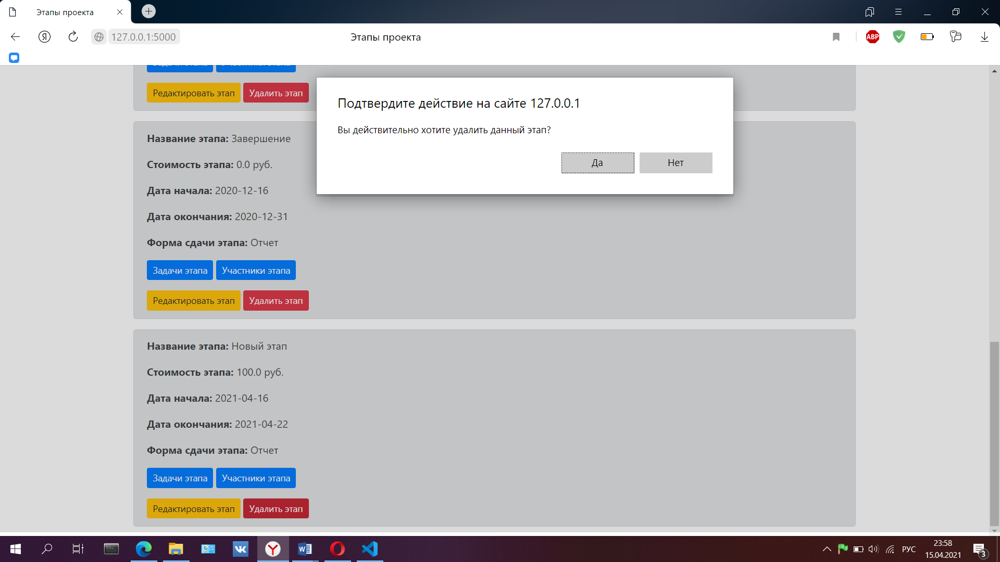 Этапы проекта
127.0.0.1:5000
Этапы проекта
ABP
Редактировать этап Удалить этап
Подтвердите действие на сайте 127.0.0.1
Вы действительно хотите удалить данный этап?
Да Нет
Название этапа: Завершение
Стоимость этапа: 0.0 руб.
Дата начала: 2020-12-16
Дата окончания: 2020-12-31
Форма сдачи этапа: Отчет
Задачи этапа Участники этапа
Редактировать этап Удалить этап
Название этапа: Новый этап
Стоимость этапа: 100.0 руб.
Дата начала: 2021-04-16
Дата окончания: 2021-04-22
Форма сдачи этапа: Отчет
Задачи этапа Участники этапа
Редактировать этап Удалить этап
РУС
23:58
15.04.2021
3